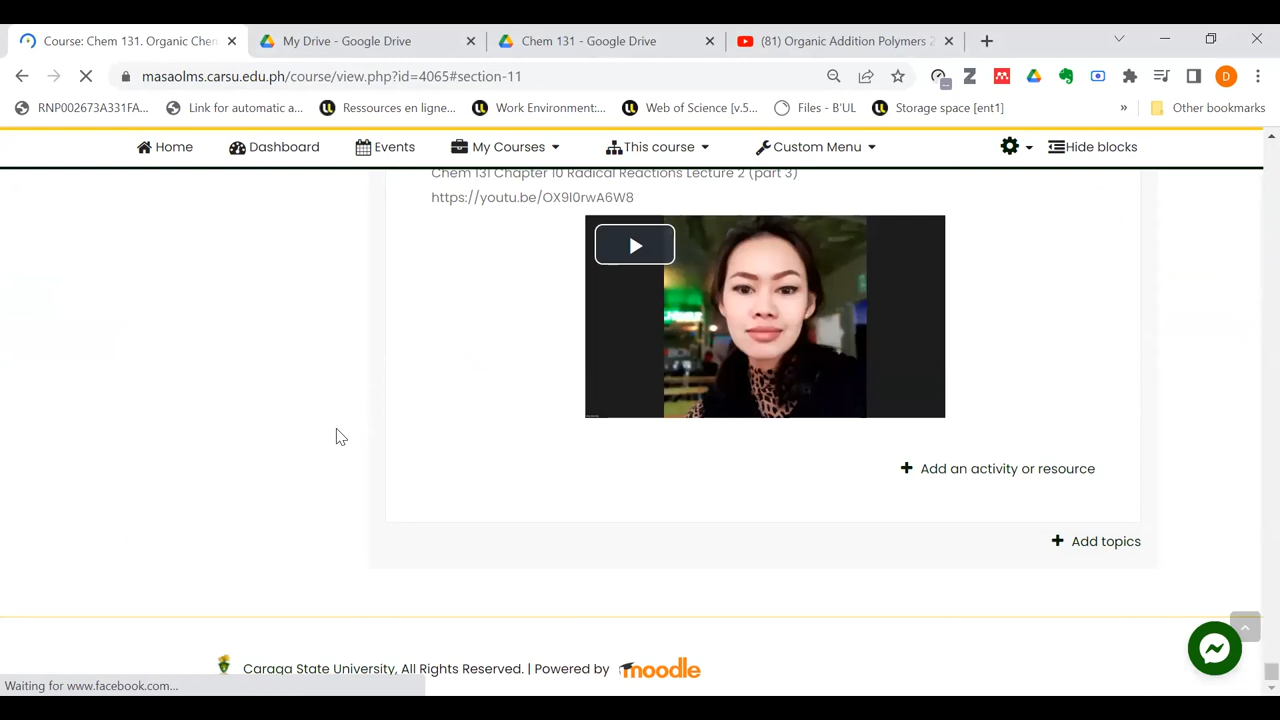 Course: Chem 131. Organic Chem
My Drive - Google Drive
Chem 131 - Google Drive
(81) Organic Addition Polymers 2
masaolms.carsu.edu.ph/course/view.php?id=4065#section-11
D
RNP002673A331FA...
Link for automatic a...
Ressources en ligne...
Work Environment:...
Web of Science [v.5...
Files - B'UL
Storage space [ent1]
»
Other bookmarks
Home
Dashboard
Events
My Courses
This course
Custom Menu
Hide blocks
Chem 131 Chapter 10 Radical Reactions Lecture 2 (part 3)
https://youtu.be/OX9I0rwA6W8
Add an activity or resource
Add topics
Caraga State University, All Rights Reserved. | Powered by moodle
Waiting for www.facebook.com...